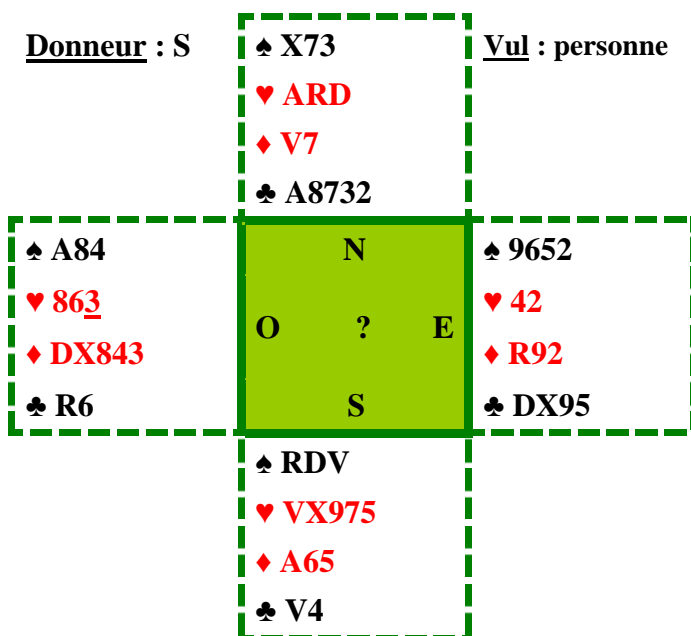 Donneur : S
♠ X73
Vul : personne
♥ ARD
♦ V7
♣ A8732
♠ A84
N
♠ 9652
♥ 863
♥ 42
O ? E
♦ DX843
♦ R92
♣ R6
S
♣ DX95
♠ RDV
♥ VX975
♦ A65
♣ V4